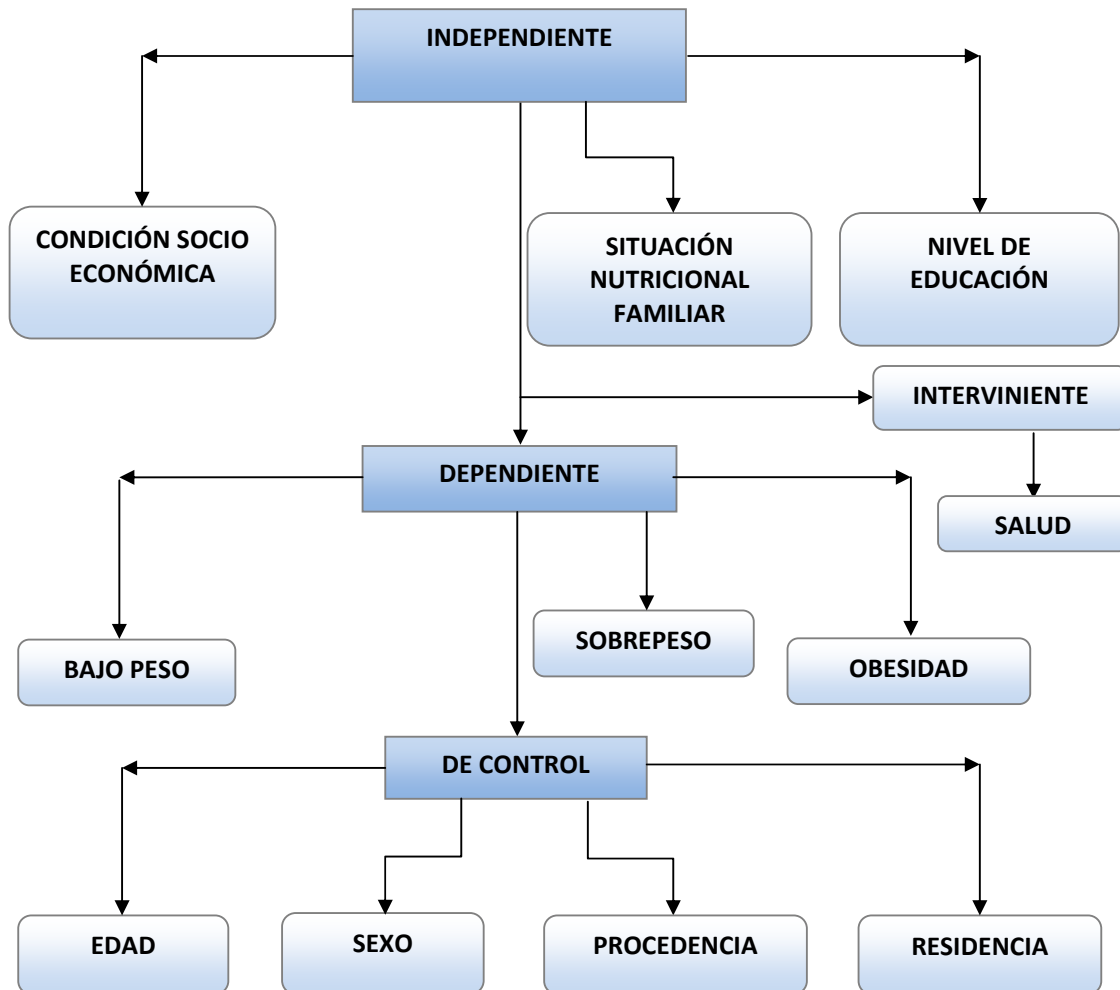 INDEPENDIENTE
CONDICIÓN SOCIO
ECONÓMICA
SITUACIÓN
NUTRICIONAL
FAMILIAR
NIVEL DE
EDUCACIÓN
INTERVINIENTE
DEPENDIENTE
SALUD
BAJO PESO
SOBREPESO
OBESIDAD
DE CONTROL
EDAD
SEXO
PROCEDENCIA
RESIDENCIA